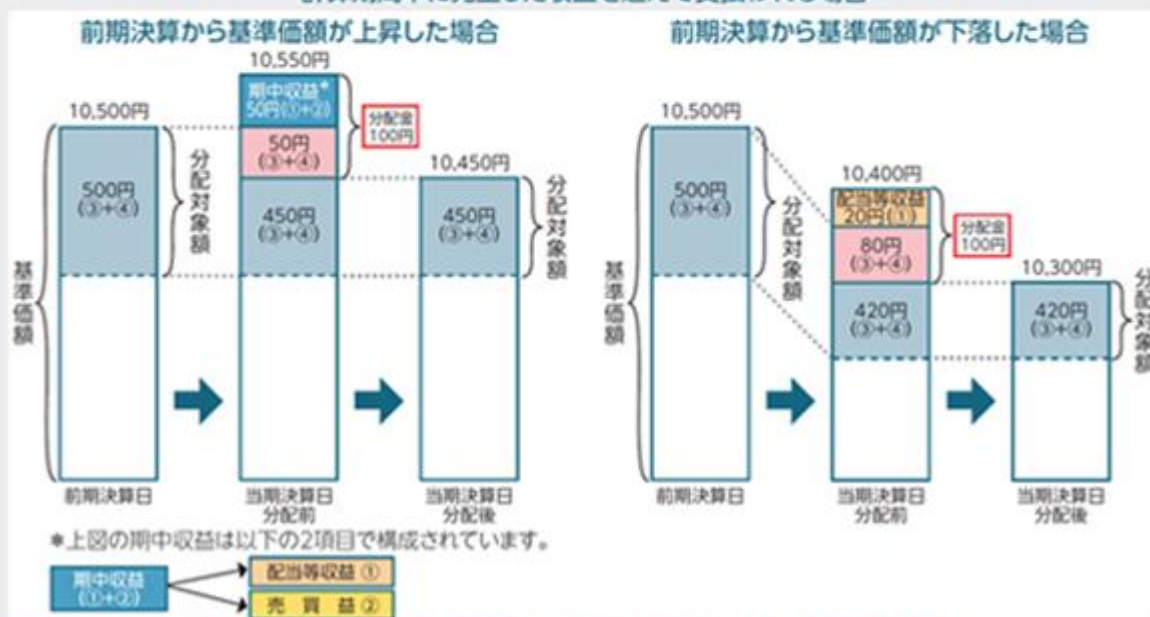 前期決算から基準価額が上昇した場合
10,500円
500円
(③+④)
分配対象額
基準価額
10,550円
期中収益*
50円(①+②)
50円
(③+④)
450円
(③+④)
分配金
100円
10,450円
450円
(③+④)
分配対象額
前期決算日
当期決算日
分配前
当期決算日
分配後
*上図の期中収益は以下の2項目で構成されています。
期中収益
(①+②)
配当等収益 ①
売買益 ②
前期決算から基準価額が下落した場合
10,500円
500円
(③+④)
分配対象額
基準価額
10,400円
配当等収益
20円(①)
80円
(③+④)
420円
(③+④)
分配金
100円
10,300円
420円
(③+④)
分配対象額
前期決算日
当期決算日
分配前
当期決算日
分配後